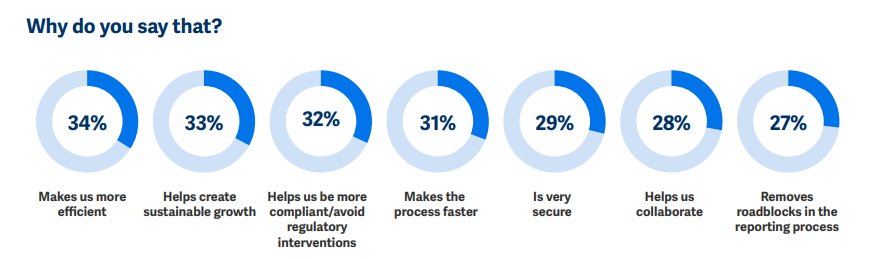 Why do you say that?
34%
33%
32%
31%
29%
28%
27%
Makes us more
efficient
Helps create
sustainable growth
Helps us be more
compliant/avoid
regulatory
interventions
Makes the
process faster
Is very
secure
Helps us
collaborate
Removes
roadblocks in the
reporting process